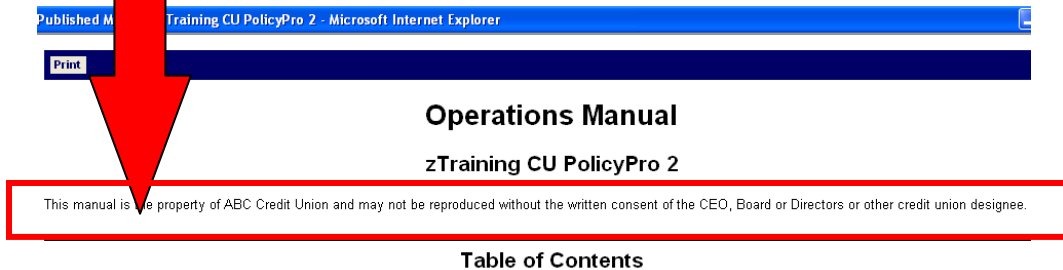 Published M Training CU PolicyPro 2 - Microsoft Internet Explorer
Print
Operations Manual
zTraining CU PolicyPro 2
This manual is property of ABC Credit Union and may not be reproduced without the written consent of the CEO, Board or Directors or other credit union designee.
Table of Contents